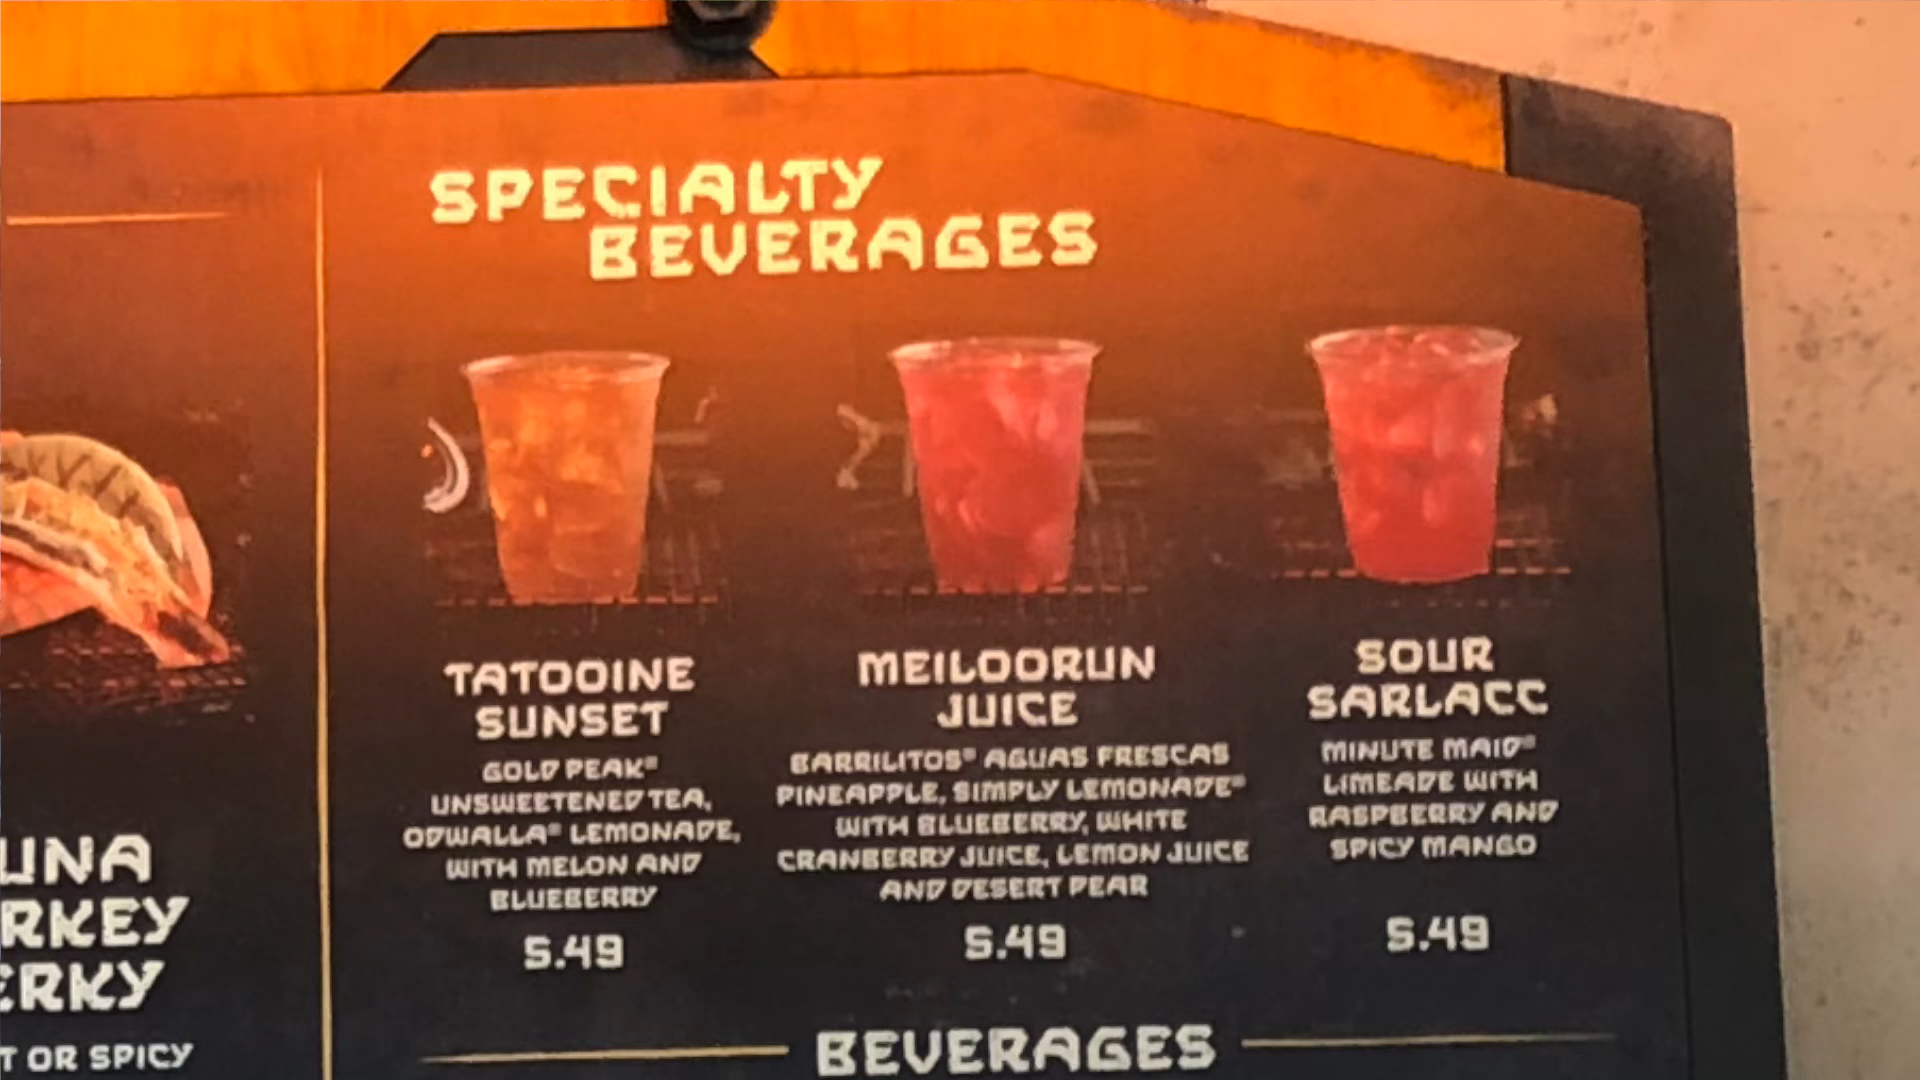 SPECIALTY
BEVERAGES
TATOOINE
SUNSET
GOLD PEAK®
UNSWEETENED TEA,
ODWALLA® LEMONADE,
WITH MELON AND
BLUEBERRY
5.49
MEILOORUN
JUICE
BARRILITOS® AGUAS FRESCAS
PINEAPPLE, SIMPLY LEMONADE®
WITH BLUEBERRY, WHITE
CRANBERRY JUICE, LEMON JUICE
AND DESERT PEAR
5.49
SOUR
SARLACC
MINUTE MAID®
LIMEADE WITH
RASPBERRY AND
SPICY MANGO
5.49
BEVERAGES
UNA
RKEY
ERKY
T OR SPICY